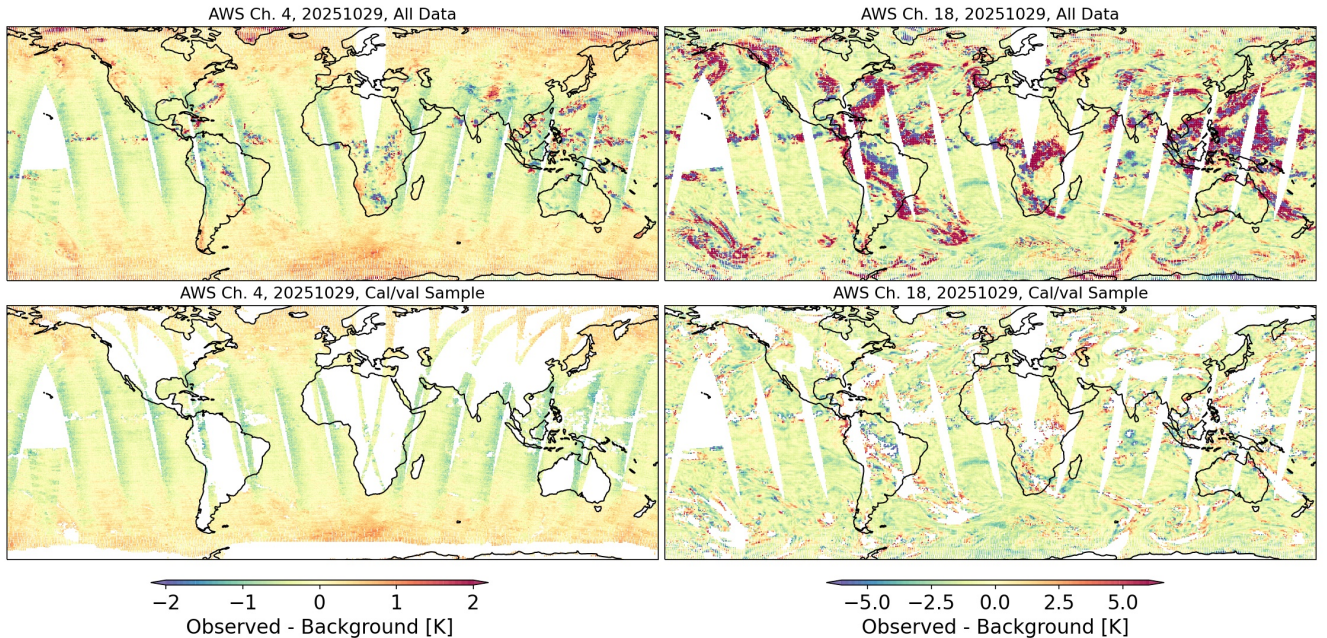 AWS Ch. 4, 20251029, All Data
AWS Ch. 18, 20251029, All Data
AWS Ch. 4, 20251029, Cal/val Sample
AWS Ch. 18, 20251029, Cal/val Sample
−2 −1 0 1 2
Observed - Background [K]
−5.0 −2.5 0.0 2.5 5.0
Observed - Background [K]